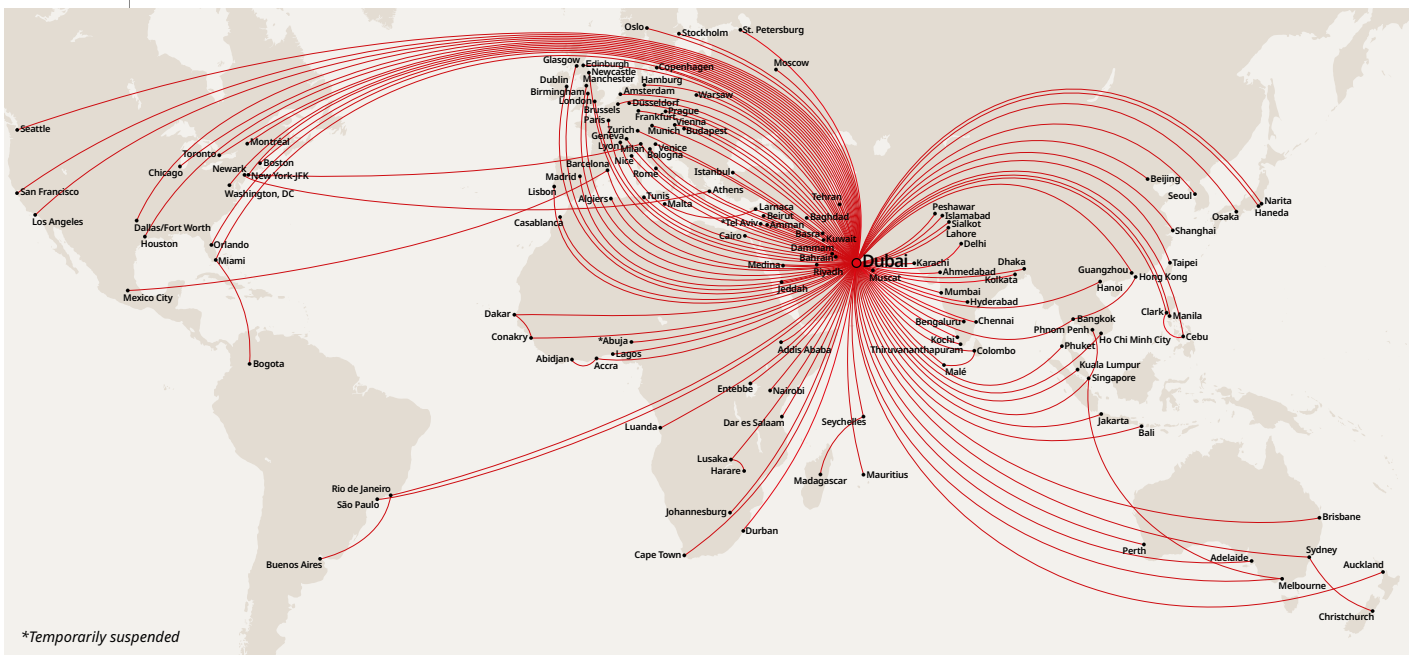 Oslo
Stockholm
St. Petersburg
Glasgow
Edinburgh
Newcastle
Copenhagen
Moscow
Dublin
Manchester
Hamburg
Birmingham
Amsterdam
Warsaw
London
Düsseldorf
Brussels
Prague
Frankfurt
Paris
Vienna
Zurich
Munich
Budapest
Geneva
Lyon
Milan
Venice
Nice
Bologna
Barcelona
Rome
Istanbul
Madrid
Lisbon
Athens
Algiers
Tunis
Malta
Casablanca
Larnaca
Beirut
*Tel Aviv
Amman
Cairo
Tehran
Baghdad
Basra
Kuwait
Dammam
Bahrain
Medina
Riyadh
Jeddah
Dubai
Muscat
Seattle
San Francisco
Los Angeles
Montréal
Toronto
Boston
Chicago
Newark
New York-JFK
Washington, DC
Dallas/Fort Worth
Houston
Orlando
Miami
Mexico City
Bogota
Rio de Janeiro
São Paulo
Buenos Aires
Dakar
Conakry
*Abuja
Lagos
Abidjan
Accra
Addis Ababa
Entebbe
Nairobi
Luanda
Dar es Salaam
Seychelles
Lusaka
Harare
Madagascar
Mauritius
Johannesburg
Durban
Cape Town
Peshawar
Islamabad
Sialkot
Lahore
Delhi
Karachi
Dhaka
Ahmedabad
Kolkata
Mumbai
Hyderabad
Bengaluru
Chennai
Kochi
Thiruvananthapuram
Colombo
Malé
Beijing
Seoul
Osaka
Narita
Haneda
Shanghai
Taipei
Guangzhou
Hong Kong
Hanoi
Clark
Manila
Cebu
Bangkok
Phnom Penh
Ho Chi Minh City
Phuket
Kuala Lumpur
Singapore
Jakarta
Bali
Brisbane
Perth
Adelaide
Sydney
Melbourne
Auckland
Christchurch
*Temporarily suspended